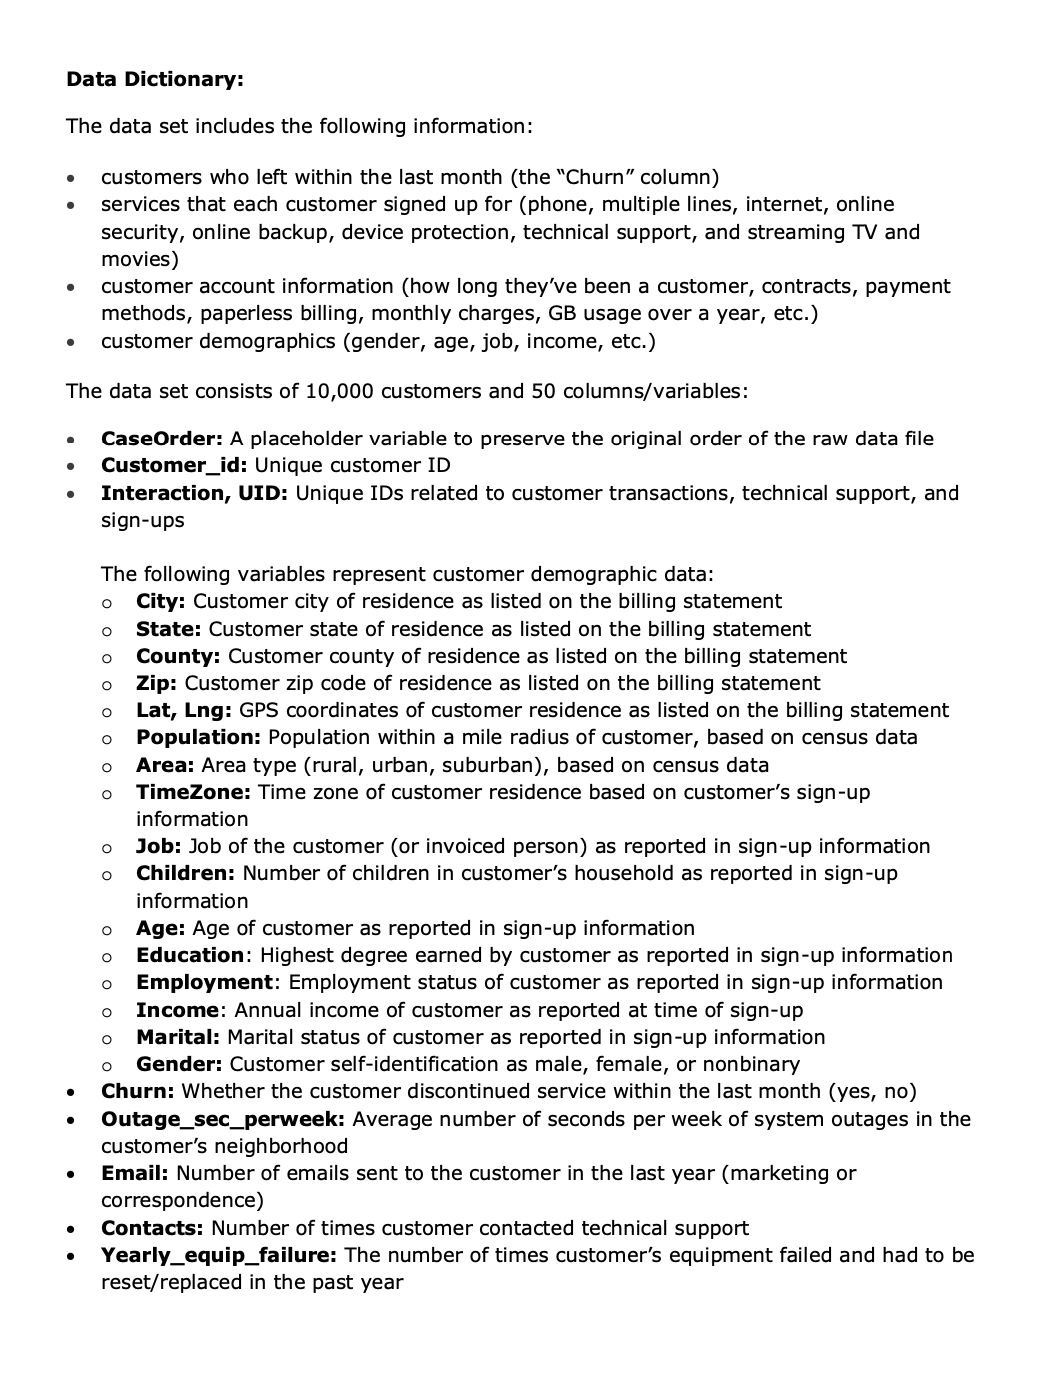 Data Dictionary:
The data set includes the following information:
• customers who left within the last month (the “Churn” column)
• services that each customer signed up for (phone, multiple lines, internet, online
security, online backup, device protection, technical support, and streaming TV and
movies)
• customer account information (how long they’ve been a customer, contracts, payment
methods, paperless billing, monthly charges, GB usage over a year, etc.)
• customer demographics (gender, age, job, income, etc.)
The data set consists of 10,000 customers and 50 columns/variables:
• CaseOrder: A placeholder variable to preserve the original order of the raw data file
• Customer_id: Unique customer ID
• Interaction, UID: Unique IDs related to customer transactions, technical support, and
sign-ups
The following variables represent customer demographic data:
o City: Customer city of residence as listed on the billing statement
o State: Customer state of residence as listed on the billing statement
o County: Customer county of residence as listed on the billing statement
o Zip: Customer zip code of residence as listed on the billing statement
o Lat, Lng: GPS coordinates of customer residence as listed on the billing statement
o Population: Population within a mile radius of customer, based on census data
o Area: Area type (rural, urban, suburban), based on census data
o TimeZone: Time zone of customer residence based on customer’s sign-up
information
o Job: Job of the customer (or invoiced person) as reported in sign-up information
o Children: Number of children in customer’s household as reported in sign-up
information
o Age: Age of customer as reported in sign-up information
o Education: Highest degree earned by customer as reported in sign-up information
o Employment: Employment status of customer as reported in sign-up information
o Income: Annual income of customer as reported at time of sign-up
o Marital: Marital status of customer as reported in sign-up information
o Gender: Customer self-identification as male, female, or nonbinary
• Churn: Whether the customer discontinued service within the last month (yes, no)
• Outage_sec_perweek: Average number of seconds per week of system outages in the
customer’s neighborhood
• Email: Number of emails sent to the customer in the last year (marketing or
correspondence)
• Contacts: Number of times customer contacted technical support
• Yearly_equip_failure: The number of times customer’s equipment failed and had to be
reset/replaced in the past year